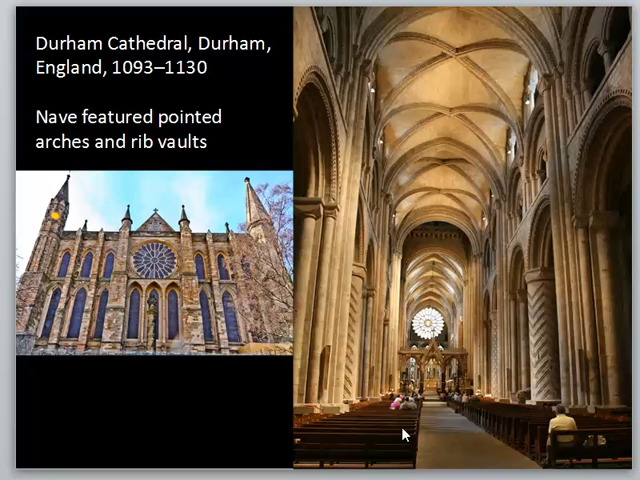 Durham Cathedral, Durham,
England, 1093–1130
Nave featured pointed
arches and rib vaults